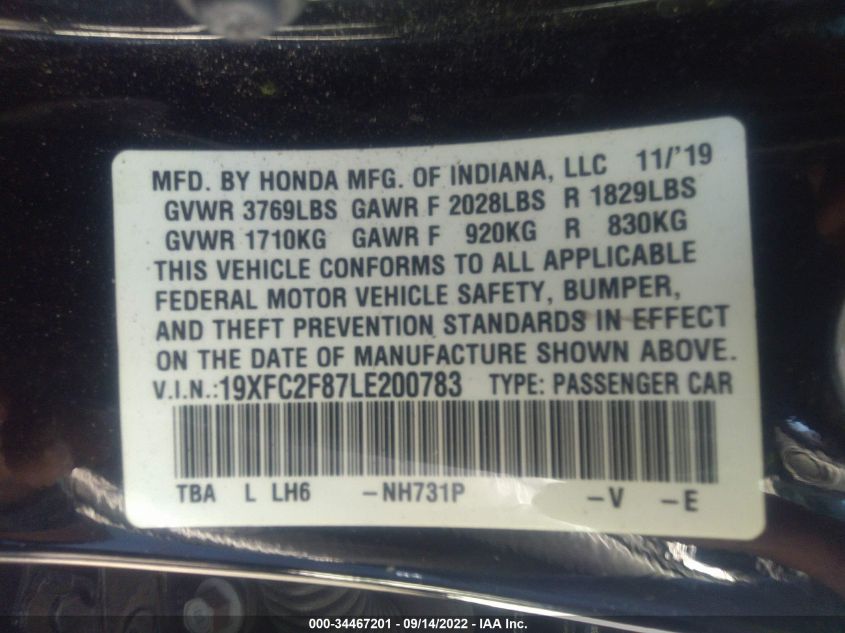 MFD. BY HONDA MFG. OF INDIANA, LLC 11/'19
GVWR 3769LBS GAWR F 2028LBS R 1829LBS
GVWR 1710KG GAWR F 920KG R 830KG
THIS VEHICLE CONFORMS TO ALL APPLICABLE
FEDERAL MOTOR VEHICLE SAFETY, BUMPER,
AND THEFT PREVENTION STANDARDS IN EFFECT
ON THE DATE OF MANUFACTURE SHOWN ABOVE.
V.I.N.:19XFC2F87LE200783 TYPE: PASSENGER CAR
TBA L LH6 –NH731P –V –E
000-34467201 - 09/14/2022 - IAA Inc.